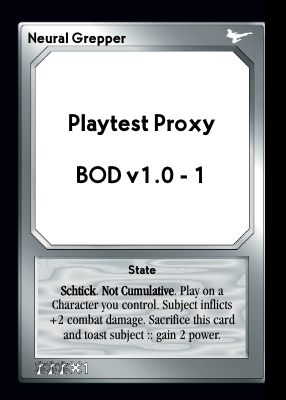 Neural Grepper
Playtest Proxy
BOD v1.0 - 1
State
Schtick. Not Cumulative. Play on a
Character you control. Subject inflicts
+2 combat damage. Sacrifice this card
and toast subject :: gain 2 power.
1